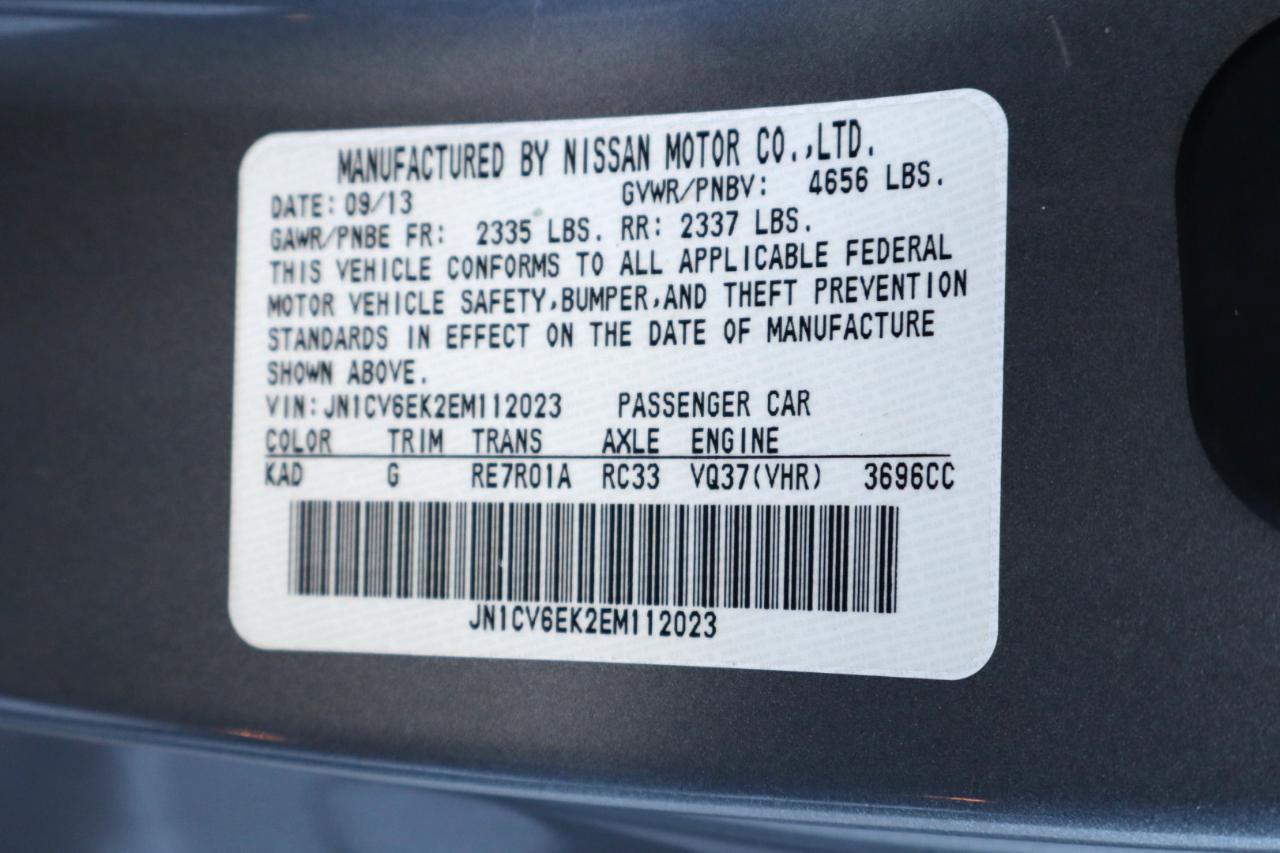 MANUFACTURED BY NISSAN MOTOR CO.,LTD.
DATE: 09/13 GVWR/PNBV: 4656 LBS.
GAWR/PNBE FR: 2335 LBS. RR: 2337 LBS.
THIS VEHICLE CONFORMS TO ALL APPLICABLE FEDERAL
MOTOR VEHICLE SAFETY,BUMPER,AND THEFT PREVENTION
STANDARDS IN EFFECT ON THE DATE OF MANUFACTURE
SHOWN ABOVE.
VIN: JN1CV6EK2EM112023 PASSENGER CAR
COLOR TRIM TRANS AXLE ENGINE
KAD G RE7R01A RC33 VQ37(VHR) 3696CC
JN1CV6EK2EM112023